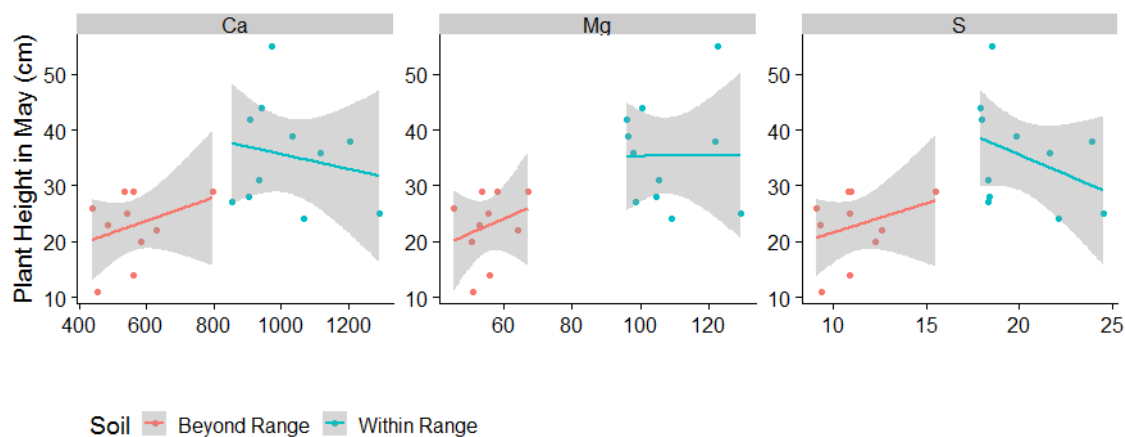 Ca Mg S
Plant Height in May (cm)
50 50 50
40 40 40
30 30 30
20 20 20
10 10 10
400 600 800 1000 1200 60 80 100 120 10 15 20 25
Soil Beyond Range Within Range